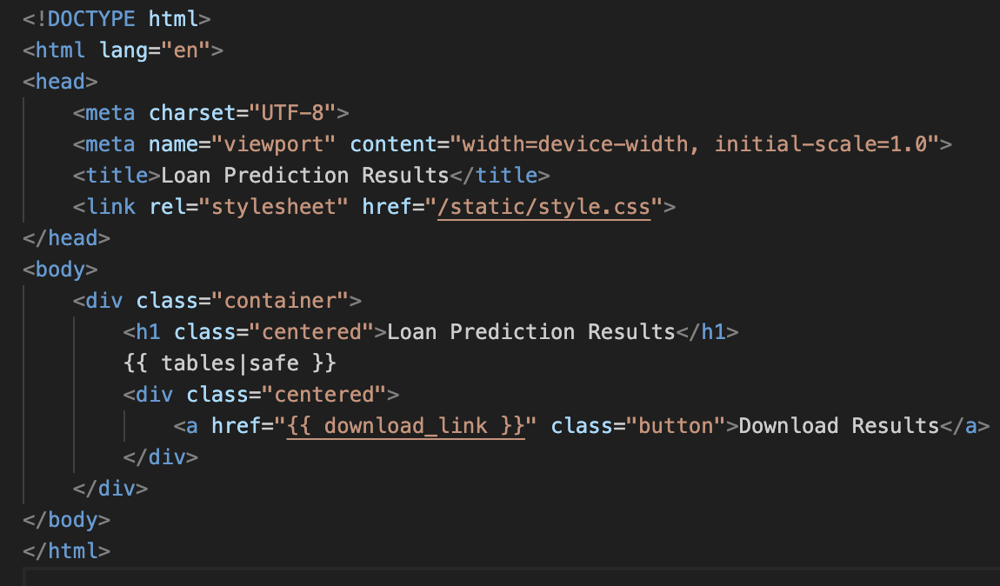 <!DOCTYPE html>
<html lang="en">
<head>
    <meta charset="UTF-8">
    <meta name="viewport" content="width=device-width, initial-scale=1.0">
    <title>Loan Prediction Results</title>
    <link rel="stylesheet" href="/static/style.css">
</head>
<body>
    <div class="container">
        <h1 class="centered">Loan Prediction Results</h1>
        {{ tables|safe }}
        <div class="centered">
            <a href="{{ download_link }}" class="button">Download Results</a>
        </div>
    </div>
</body>
</html>